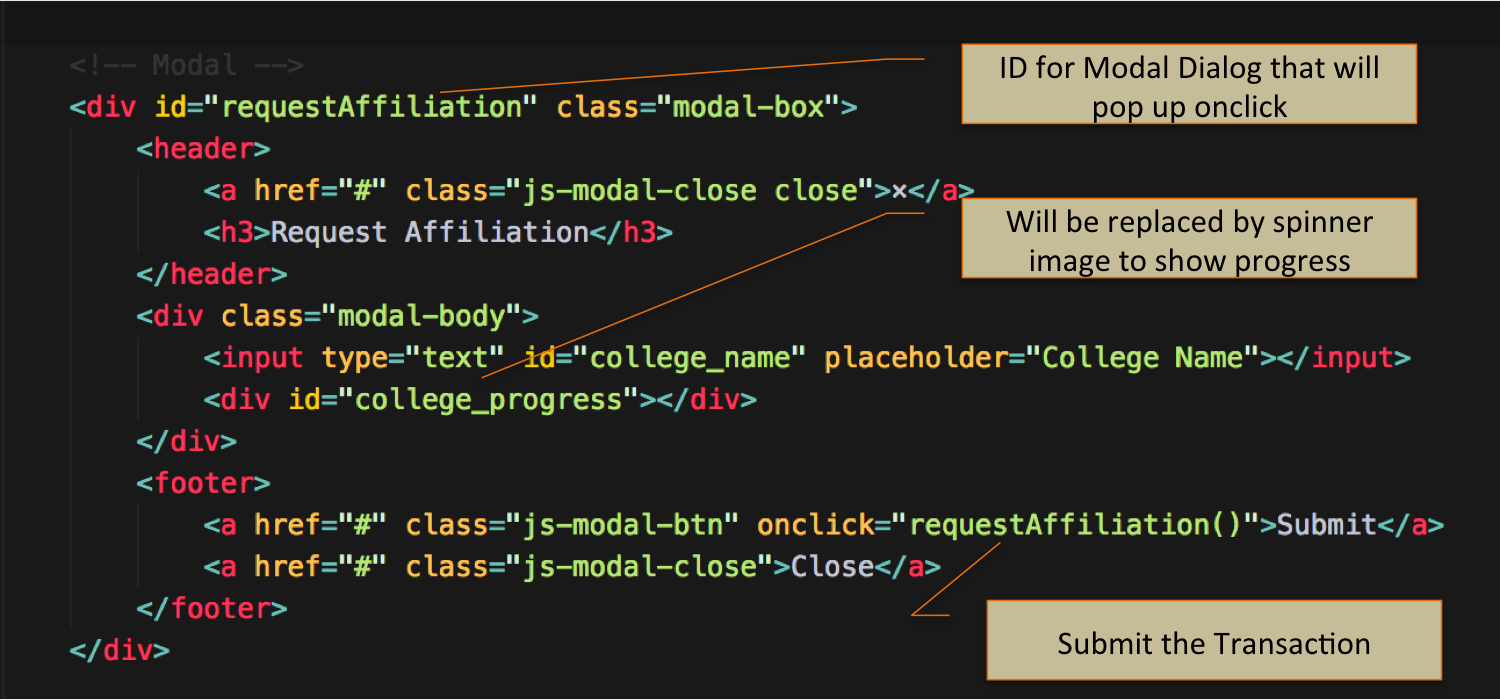 <!-- Modal -->
<div id="requestAffiliation" class="modal-box">
<header>
<a href="#" class="js-modal-close close">×</a>
<h3>Request Affiliation</h3>
</header>
<div class="modal-body">
<input type="text" id="college_name" placeholder="College Name"></input>
<div id="college_progress"></div>
</div>
<footer>
<a href="#" class="js-modal-btn" onclick="requestAffiliation()">Submit</a>
<a href="#" class="js-modal-close">Close</a>
</footer>
</div>
ID for Modal Dialog that will
pop up onclick
Will be replaced by spinner
image to show progress
Submit the Transaction